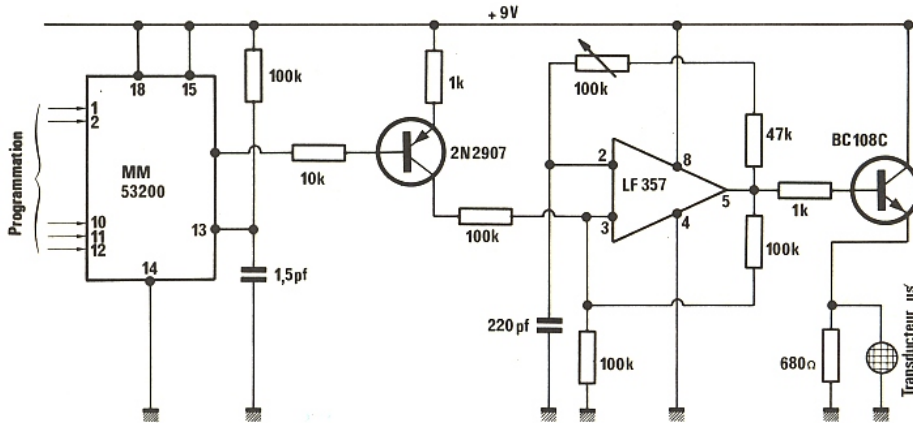 + 9V
18
15
100k
1k
100k
1
2
Programmation
MM
53200
10k
2N2907
2
LF 357
8
47k
BC108C
5
1k
10
11
12
13
100k
3
4
100k
14
1,5pf
220 pf
100k
680Ω
Transducteur us